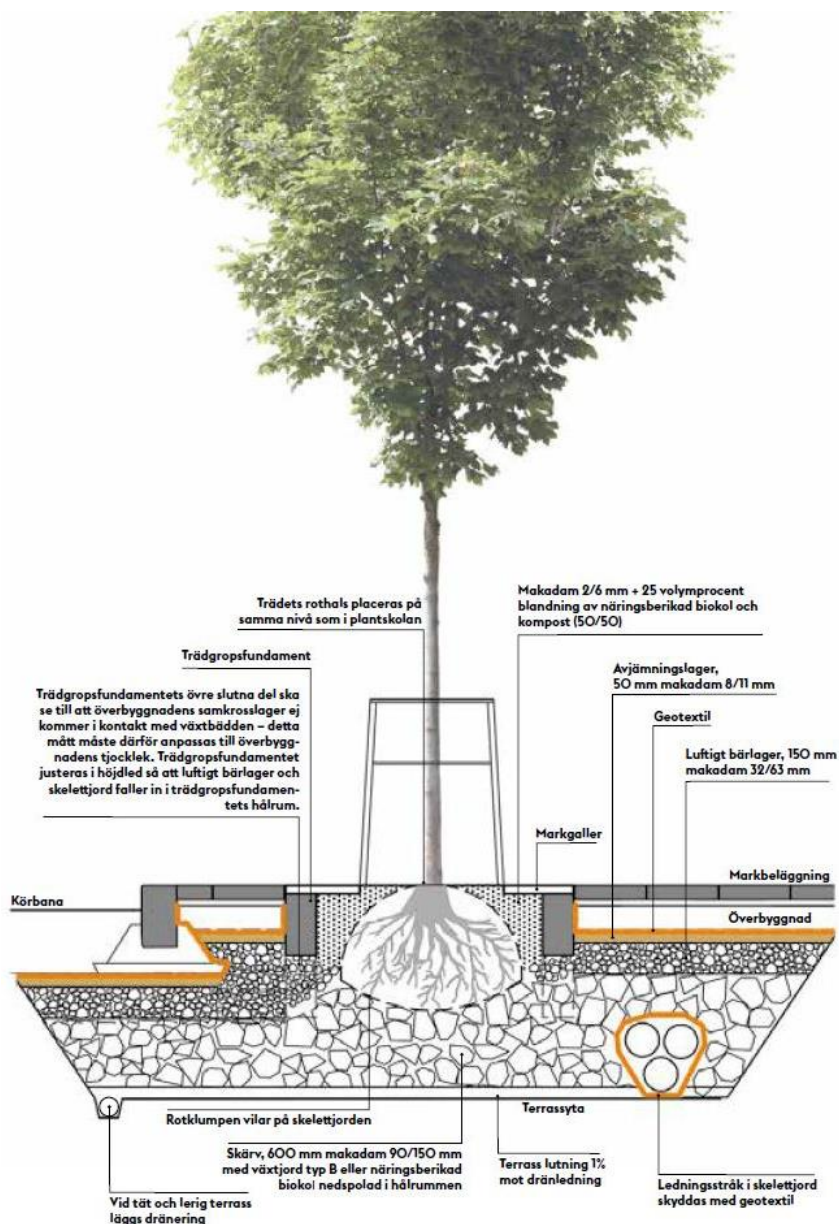 Trädets rothals placeras på
samma nivå som i plantskolan
Makadam 2/6 mm + 25 volymprocent
blandning av näringsberikad biokol och
kompost (50/50)
Trädgropsfundament
Avjämningslager,
50 mm makadam 8/11 mm
Trädgropsfundamentets övre slutna del ska
se till att överbyggnadens samkrosslager ej
kommer i kontakt med växtbädden – detta
mått måste därför anpassas till överbygg-
nadens tjocklek. Trädgropsfundamentet
justeras i höjdled så att luftigt bärlager och
skelettjord faller in i trädgropsfundamen-
tets hålrum.
Geotextil
Luftigt bärlager, 150 mm
makadam 32/63 mm
Markgaller
Markbeläggning
Körbana
Överbyggnad
Terrassyta
Rotklumpen vilar på skelettjorden
Skärv, 600 mm makadam 90/150 mm
med växtjord typ B eller näringsberikad
biokol nedspolad i hålrummen
Terrass lutning 1%
mot dränledning
Ledningsstråk i skelettjord
skyddas med geotextil
Vid tät och lerig terrass
läggs dränering